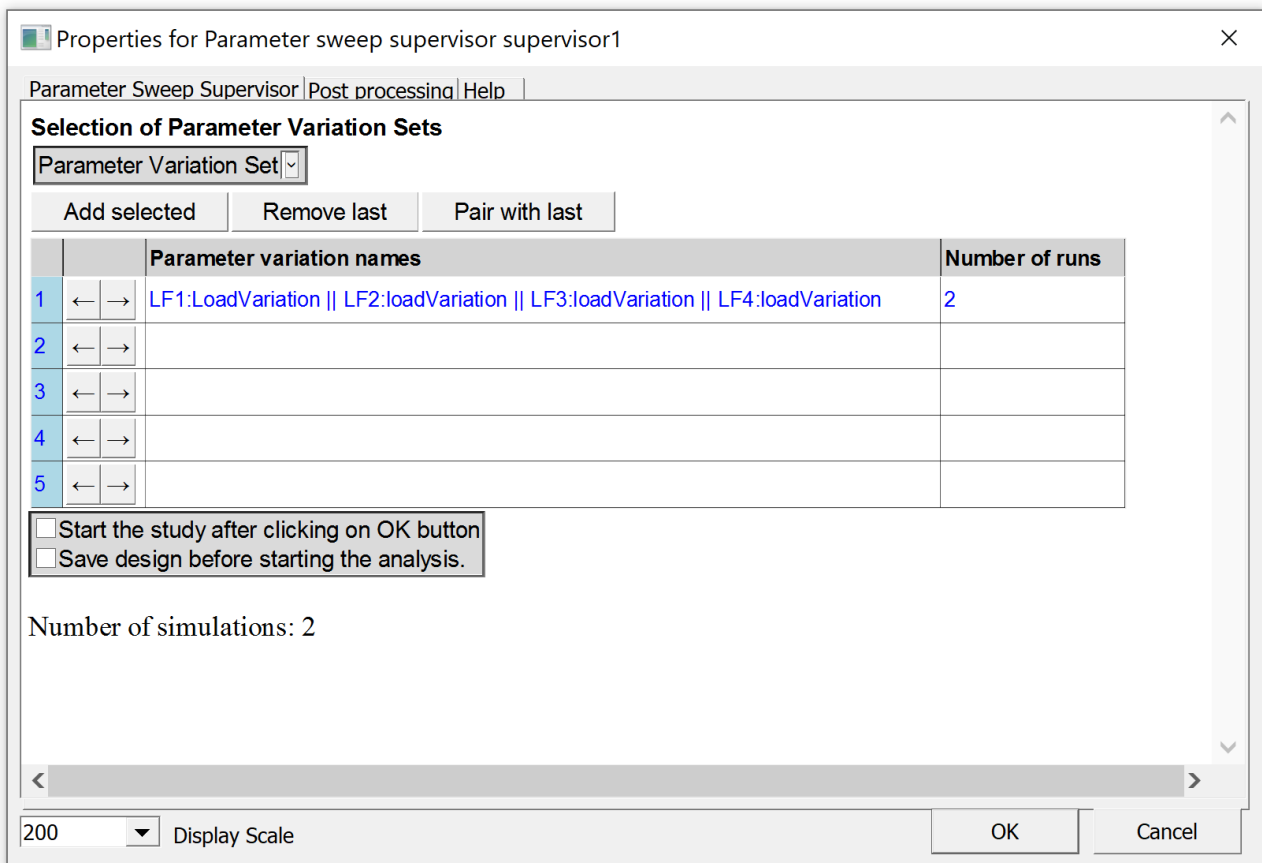 Properties for Parameter sweep supervisor supervisor1
Parameter Sweep Supervisor Post processing Help
Selection of Parameter Variation Sets
Parameter Variation Set
Add selected Remove last Pair with last
Parameter variation names Number of runs
1 ← → LF1:LoadVariation || LF2:loadVariation || LF3:loadVariation || LF4:loadVariation 2
2 ← →
3 ← →
4 ← →
5 ← →
Start the study after clicking on OK button
Save design before starting the analysis.
Number of simulations: 2
200 Display Scale OK Cancel